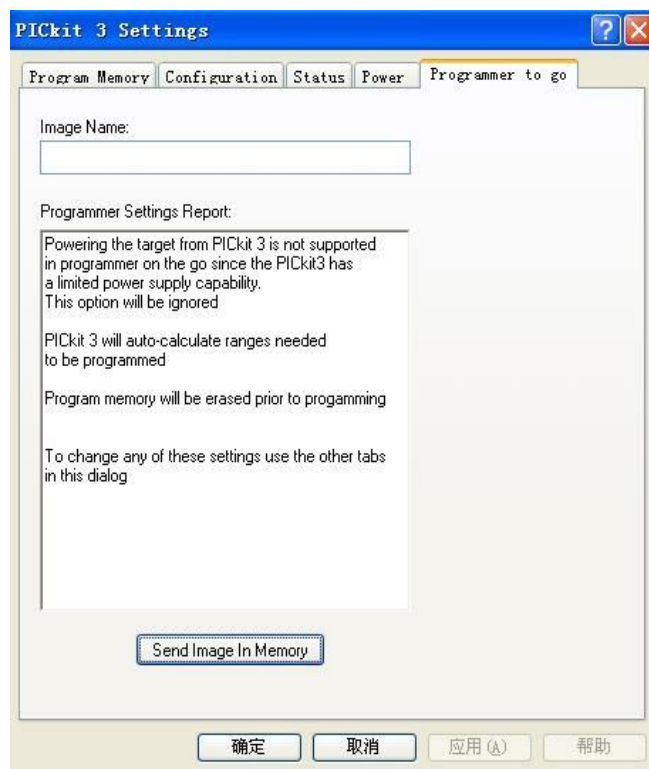 PICkit 3 Settings
Program Memory Configuration Status Power Programmer to go
Image Name:
Programmer Settings Report:
Powering the target from PICkit 3 is not supported
in programmer on the go since the PICkit3 has
a limited power supply capability.
This option will be ignored
PICkit 3 will auto-calculate ranges needed
to be programmed
Program memory will be erased prior to progamming
To change any of these settings use the other tabs
in this dialog
Send Image In Memory
确定 取消 应用(A) 帮助